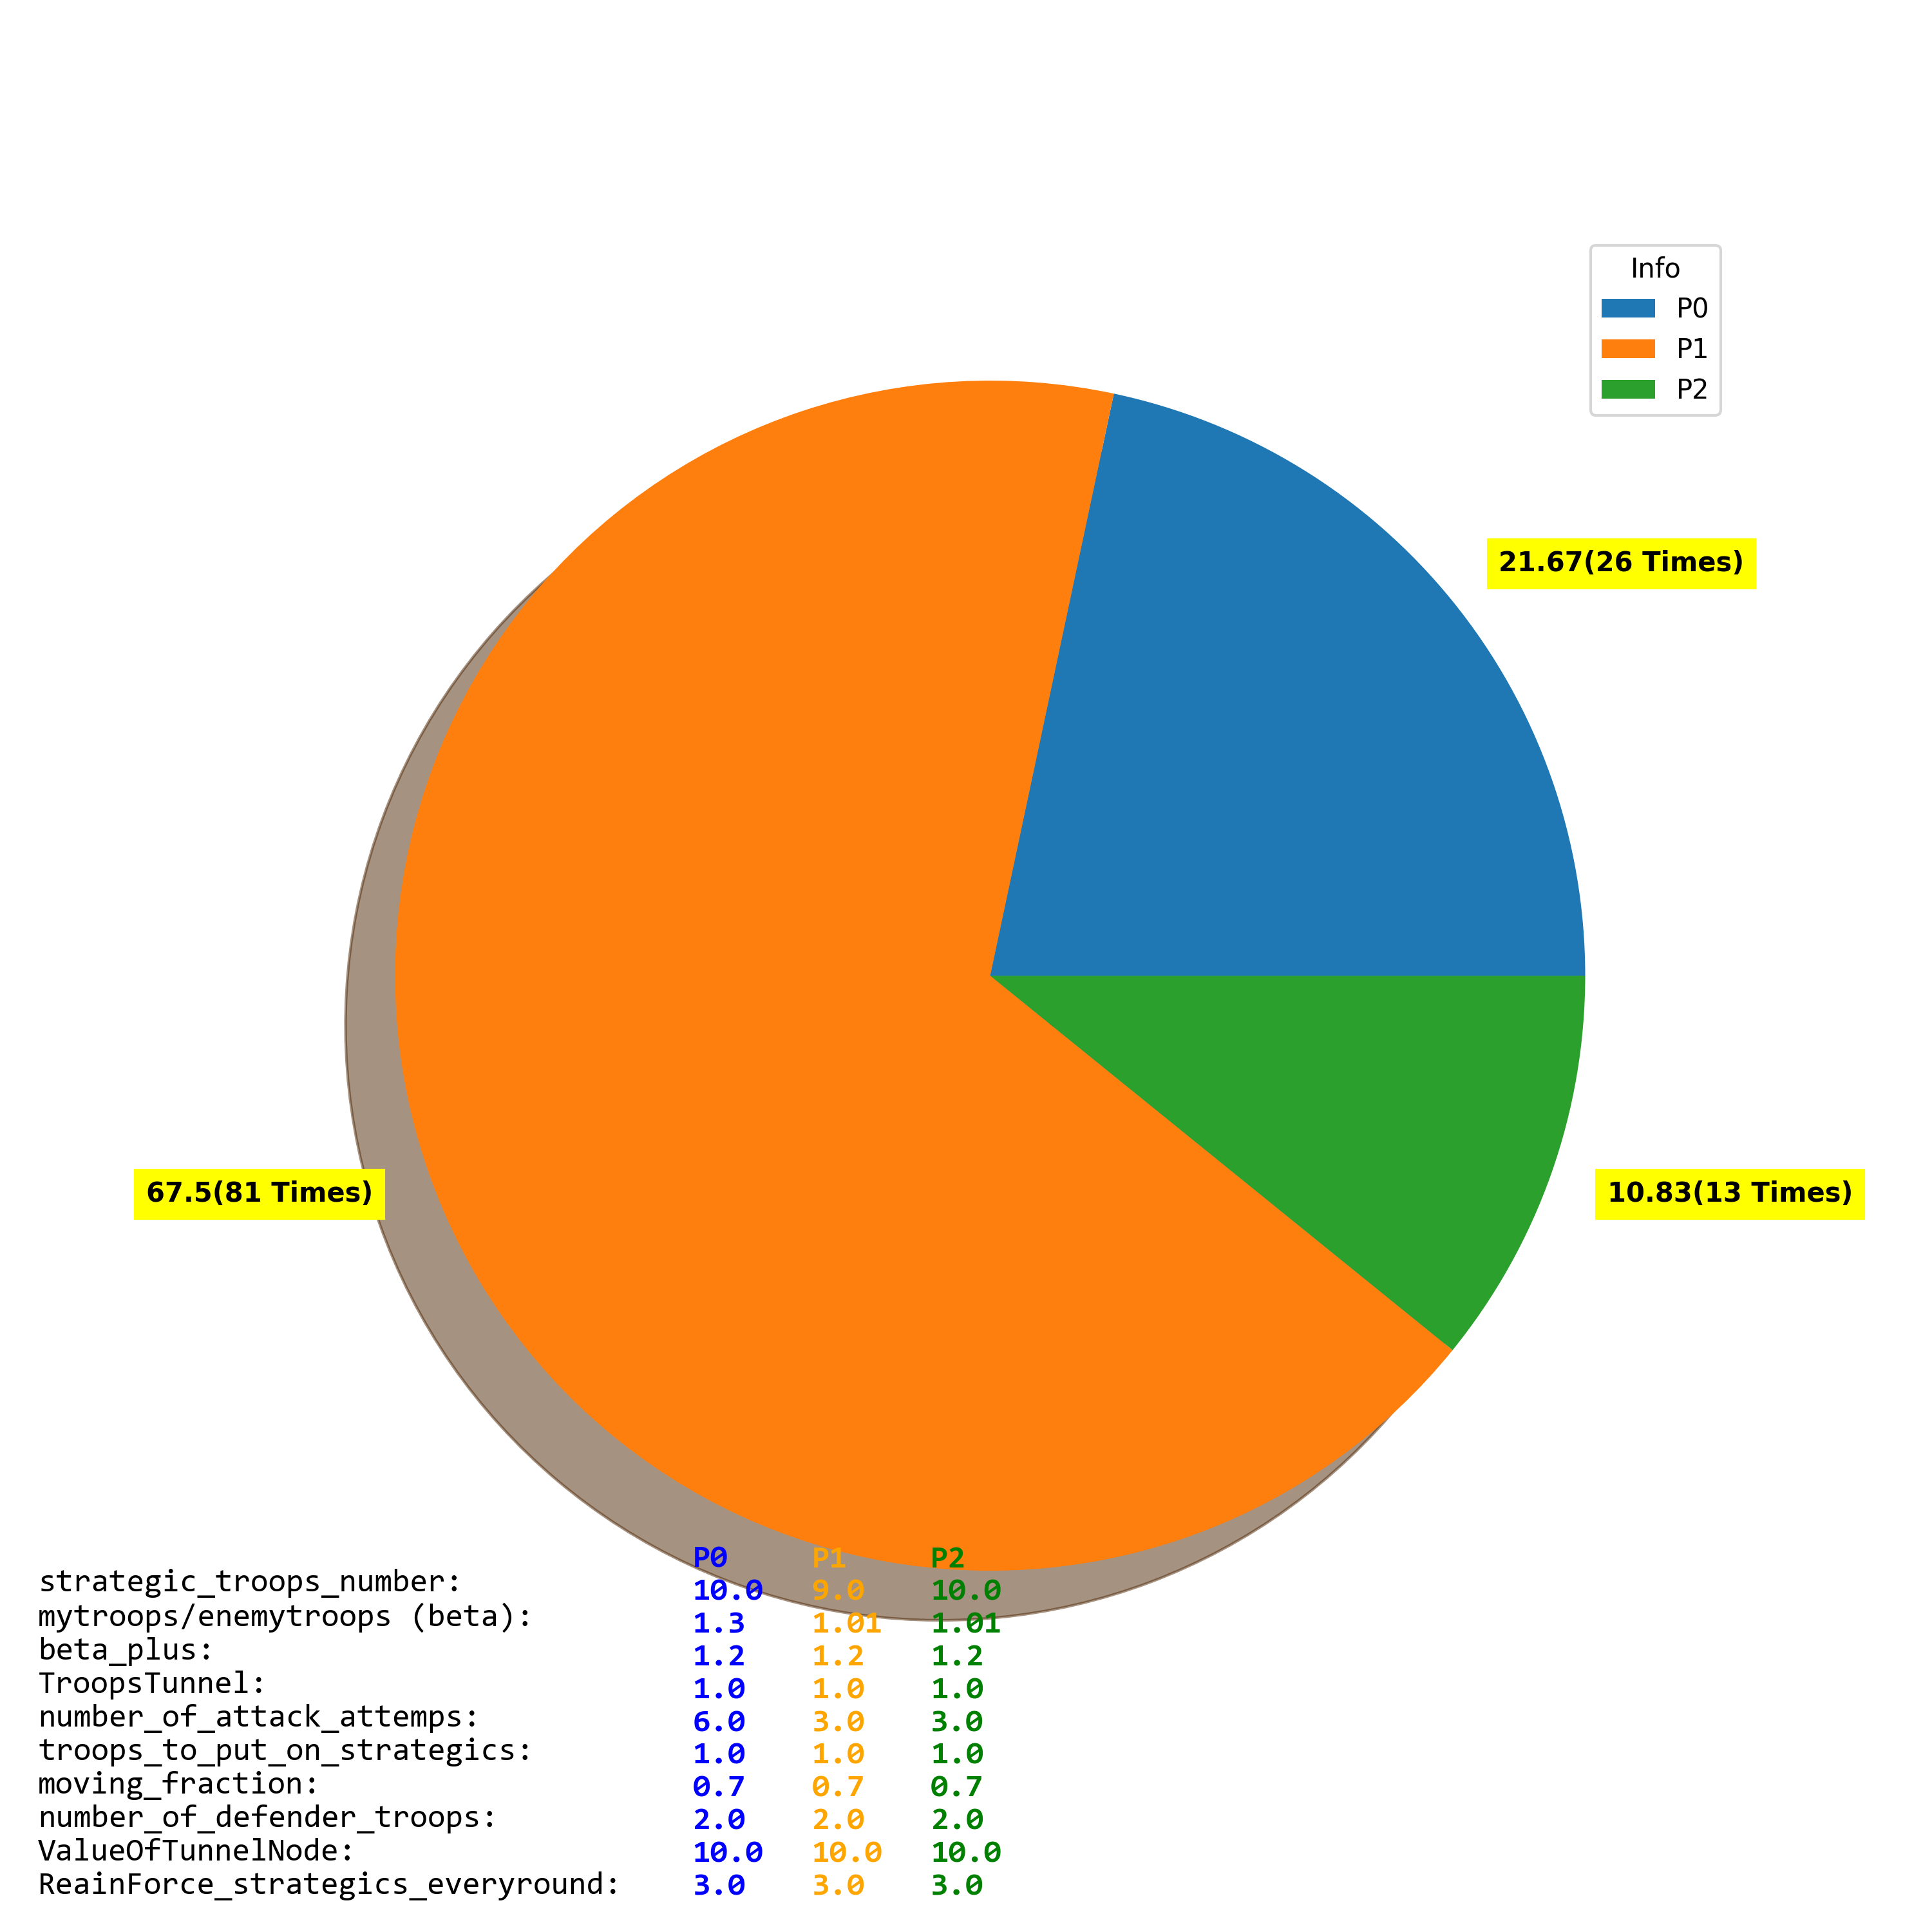 Info
P0
P1
P2
21.67(26 Times)
67.5(81 Times)
10.83(13 Times)
P0 P1 P2
strategic_troops_number: 10.0 9.0 10.0
mytroops/enemytroops (beta): 1.3 1.01 1.01
beta_plus: 1.2 1.2 1.2
TroopsTunnel: 1.0 1.0 1.0
number_of_attack_attemps: 6.0 3.0 3.0
troops_to_put_on_strategics: 1.0 1.0 1.0
moving_fraction: 0.7 0.7 0.7
number_of_defender_troops: 2.0 2.0 2.0
ValueOfTunnelNode: 10.0 10.0 10.0
ReainForce_strategics_everyround: 3.0 3.0 3.0